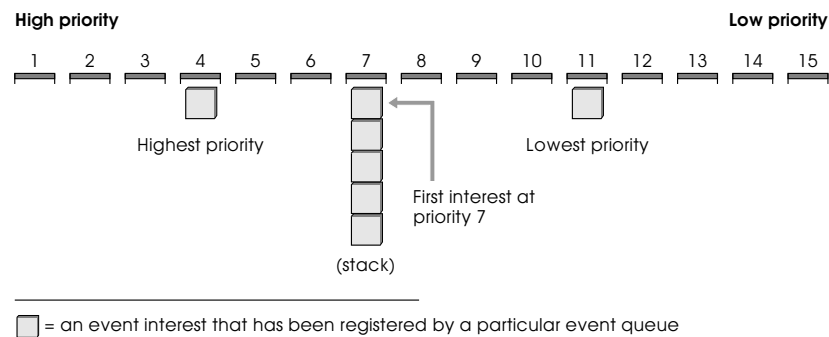 High priority Low priority
1 2 3 4 5 6 7 8 9 10 11 12 13 14 15
Highest priority Lowest priority
First interest at
priority 7
(stack)
= an event interest that has been registered by a particular event queue